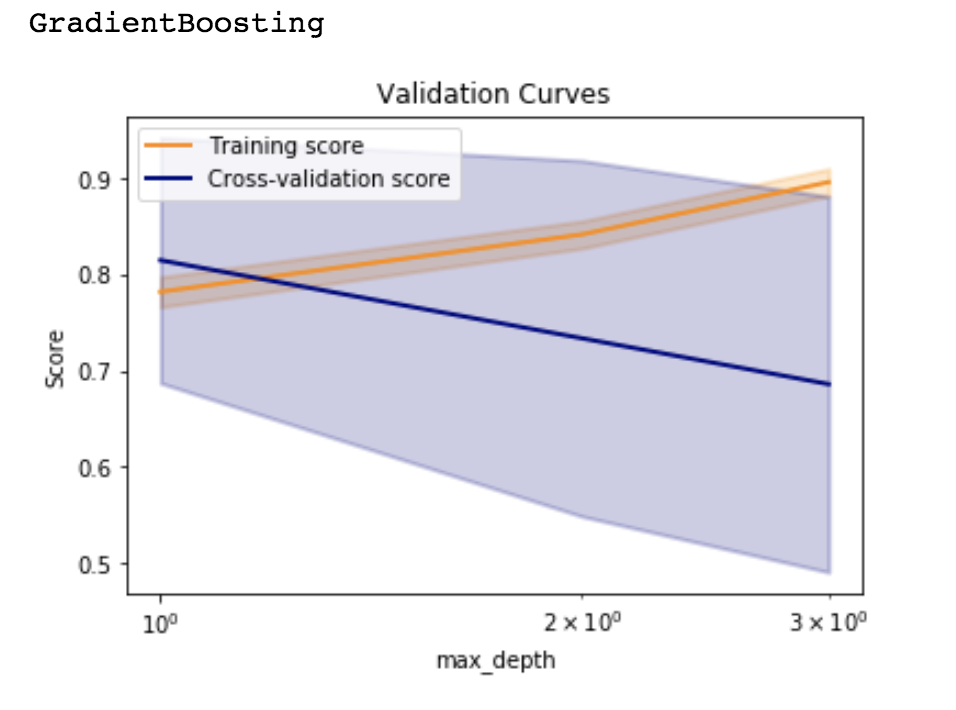 GradientBoosting
Validation Curves
Training score
Cross-validation score
0.9
0.8
0.7
0.6
0.5
Score
10⁰
2 × 10⁰
3 × 10⁰
max_depth